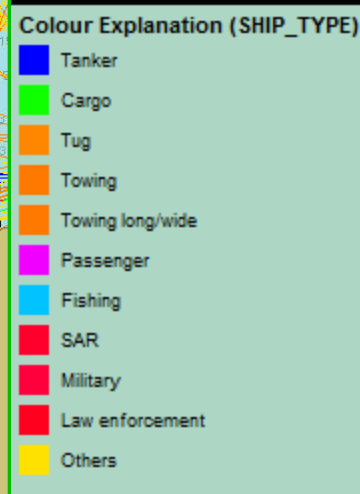 Colour Explanation (SHIP_TYPE)
Tanker
Cargo
Tug
Towing
Towing long/wide
Passenger
Fishing
SAR
Military
Law enforcement
Others